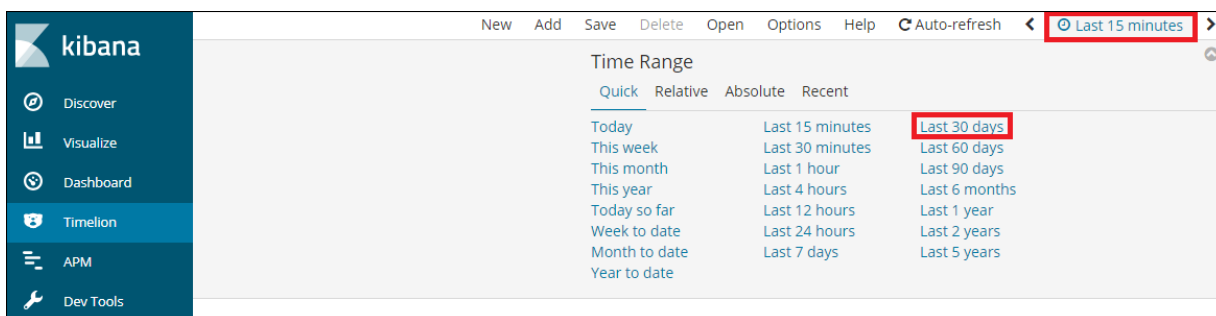 New Add Save Delete Open Options Help Auto-refresh Last 15 minutes
kibana
Discover
Visualize
Dashboard
Timelion
APM
Dev Tools
Time Range
Quick Relative Absolute Recent
Today Last 15 minutes Last 30 days
This week Last 30 minutes Last 60 days
This month Last 1 hour Last 90 days
This year Last 4 hours Last 6 months
Today so far Last 12 hours Last 1 year
Week to date Last 24 hours Last 2 years
Month to date Last 7 days Last 5 years
Year to date